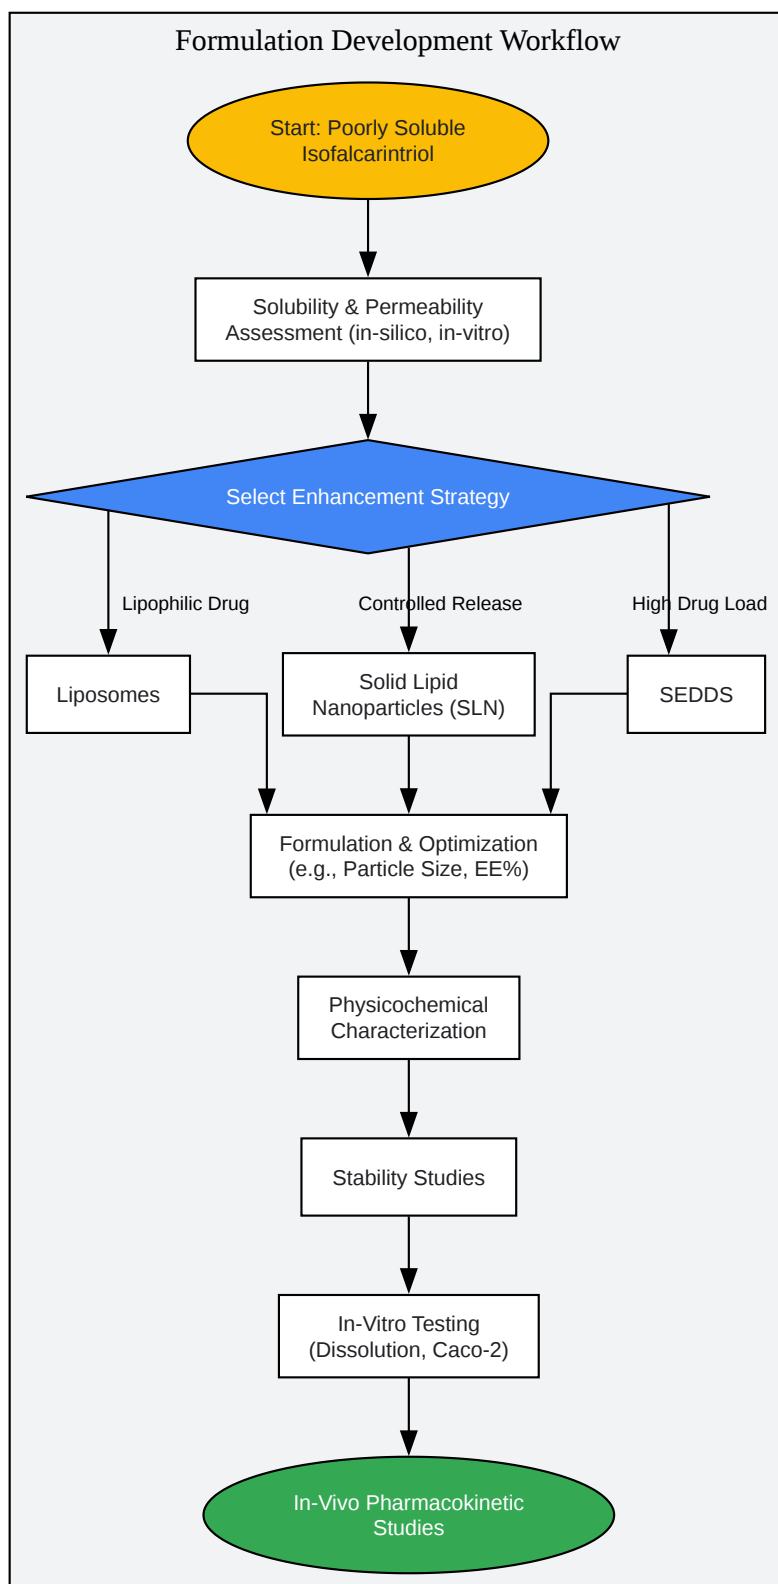 Formulation Development Workflow
Start: Poorly Soluble
Isofalcarintriol
Solubility & Permeability
Assessment (in-silico, in-vitro)
Select Enhancement Strategy
Lipophilic Drug
Controlled Release
High Drug Load
Liposomes
Solid Lipid
Nanoparticles (SLN)
SEDDS
Formulation & Optimization
(e.g., Particle Size, EE%)
Physicochemical
Characterization
Stability Studies
In-Vitro Testing
(Dissolution, Caco-2)
In-Vivo Pharmacokinetic
Studies